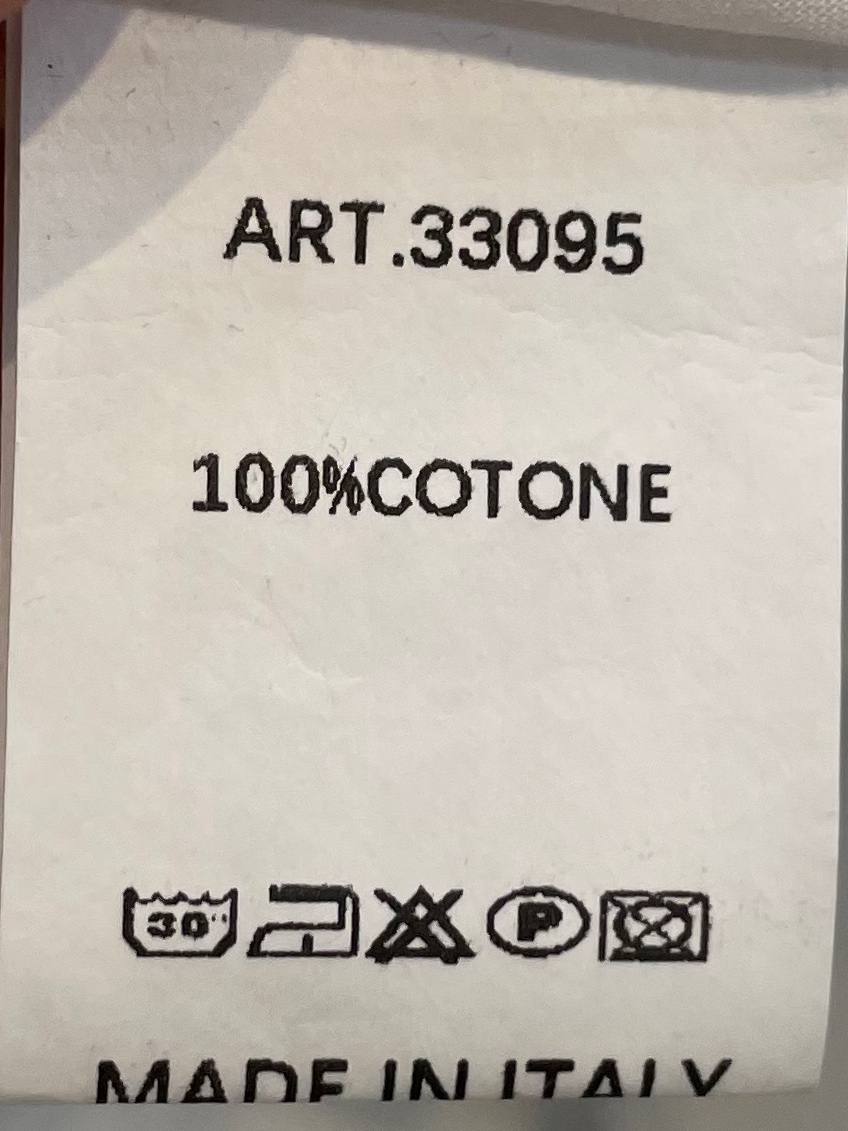 ART.33095
100%COTONE
30°
P
MADE IN ITALY